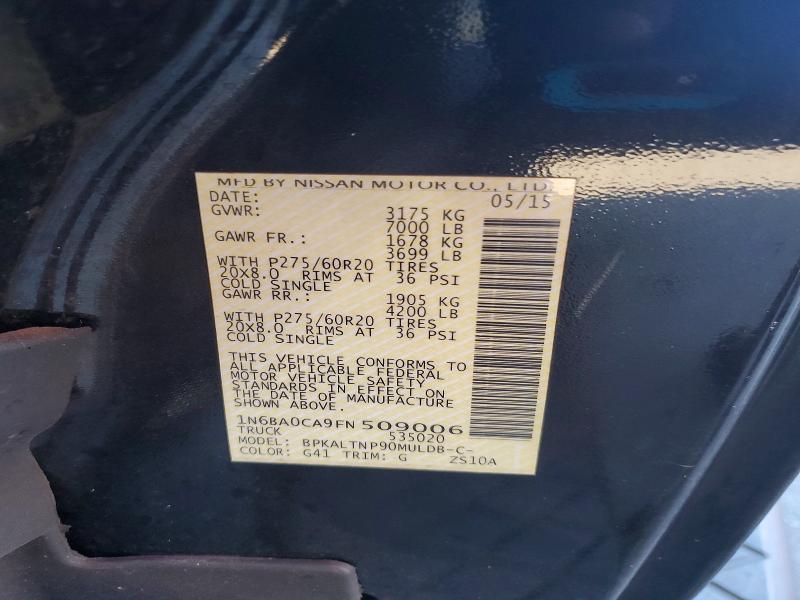 MFD BY NISSAN MOTOR CO., LTD.
DATE: 05/15
GVWR: 3175 KG
7000 LB
GAWR FR.: 1678 KG
3699 LB
WITH P275/60R20 TIRES
20X8.0 RIMS AT 36 PSI
COLD SINGLE
GAWR RR.: 1905 KG
4200 LB
WITH P275/60R20 TIRES
20X8.0 RIMS AT 36 PSI
COLD SINGLE
THIS VEHICLE CONFORMS TO
ALL APPLICABLE FEDERAL
MOTOR VEHICLE SAFETY
STANDARDS IN EFFECT ON
THE DATE OF MANUFACTURE
SHOWN ABOVE.
1N6BA0CA9FN 509006
TRUCK 535020
MODEL: BPKALTNP90MULDB-C-
COLOR: G41 TRIM: G ZS10A